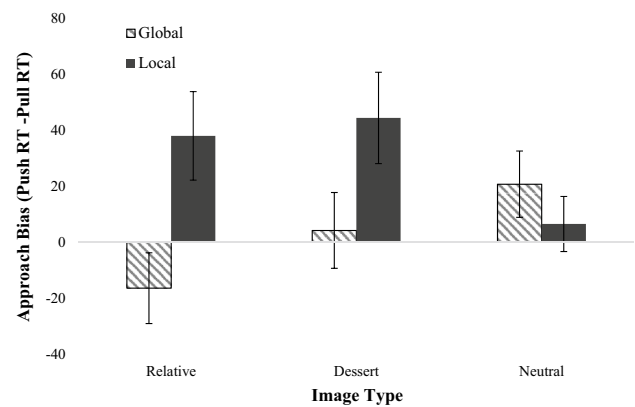 80
60
40
20
0
-20
-40
Approach Bias (Push RT -Pull RT)
Global
Local
Relative
Dessert
Neutral
Image Type